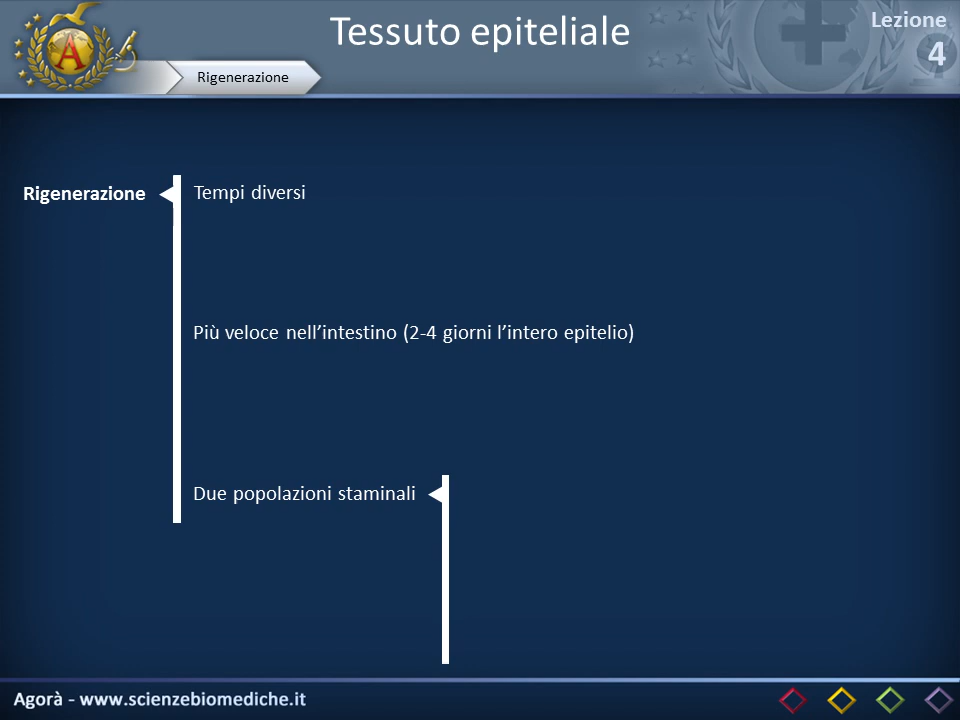 Tessuto epiteliale
Lezione
4
A
Rigenerazione
Rigenerazione
Tempi diversi
Più veloce nell’intestino (2-4 giorni l’intero epitelio)
Due popolazioni staminali
Agorà - www.scienzebiomediche.it